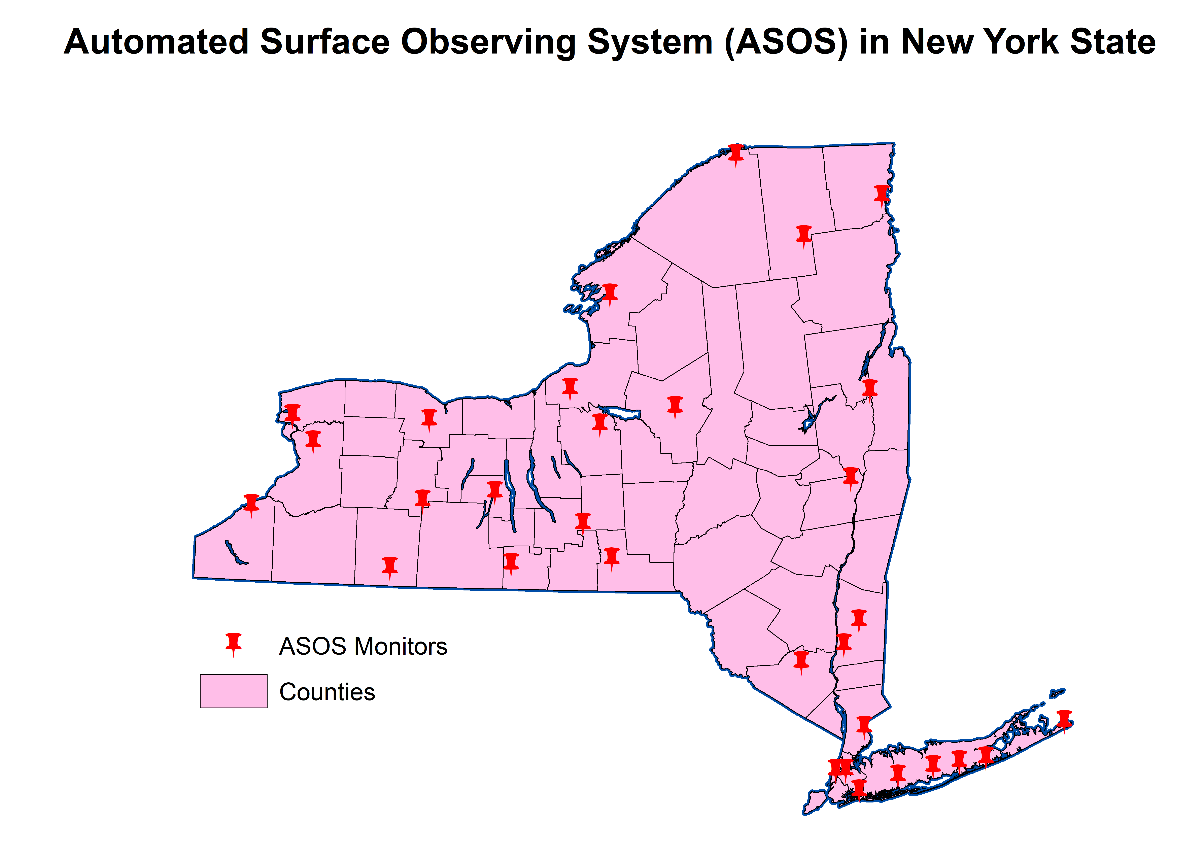 Automated Surface Observing System (ASOS) in New York State
ASOS Monitors
Counties